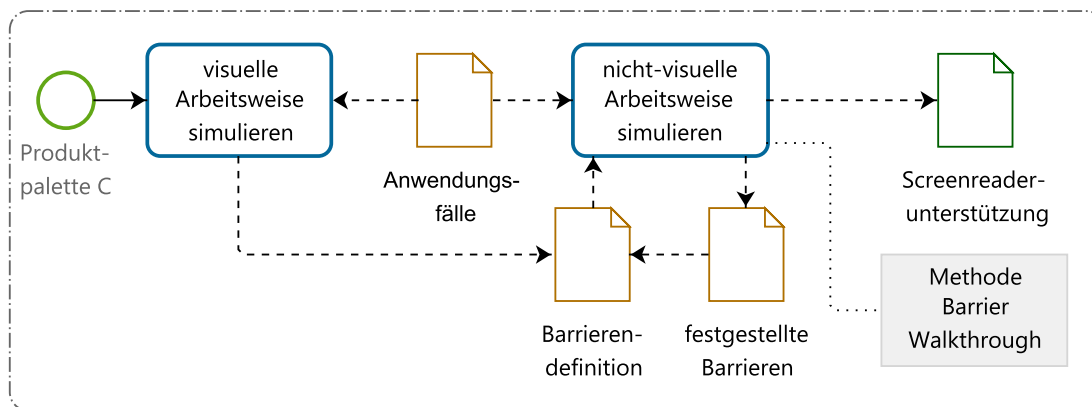 Produkt-
palette C
visuelle
Arbeitsweise
simulieren
Anwendungs-
fälle
nicht-visuelle
Arbeitsweise
simulieren
Screenreader-
unterstützung
Barrieren-
definition
festgestellte
Barrieren
Methode
Barrier
Walkthrough